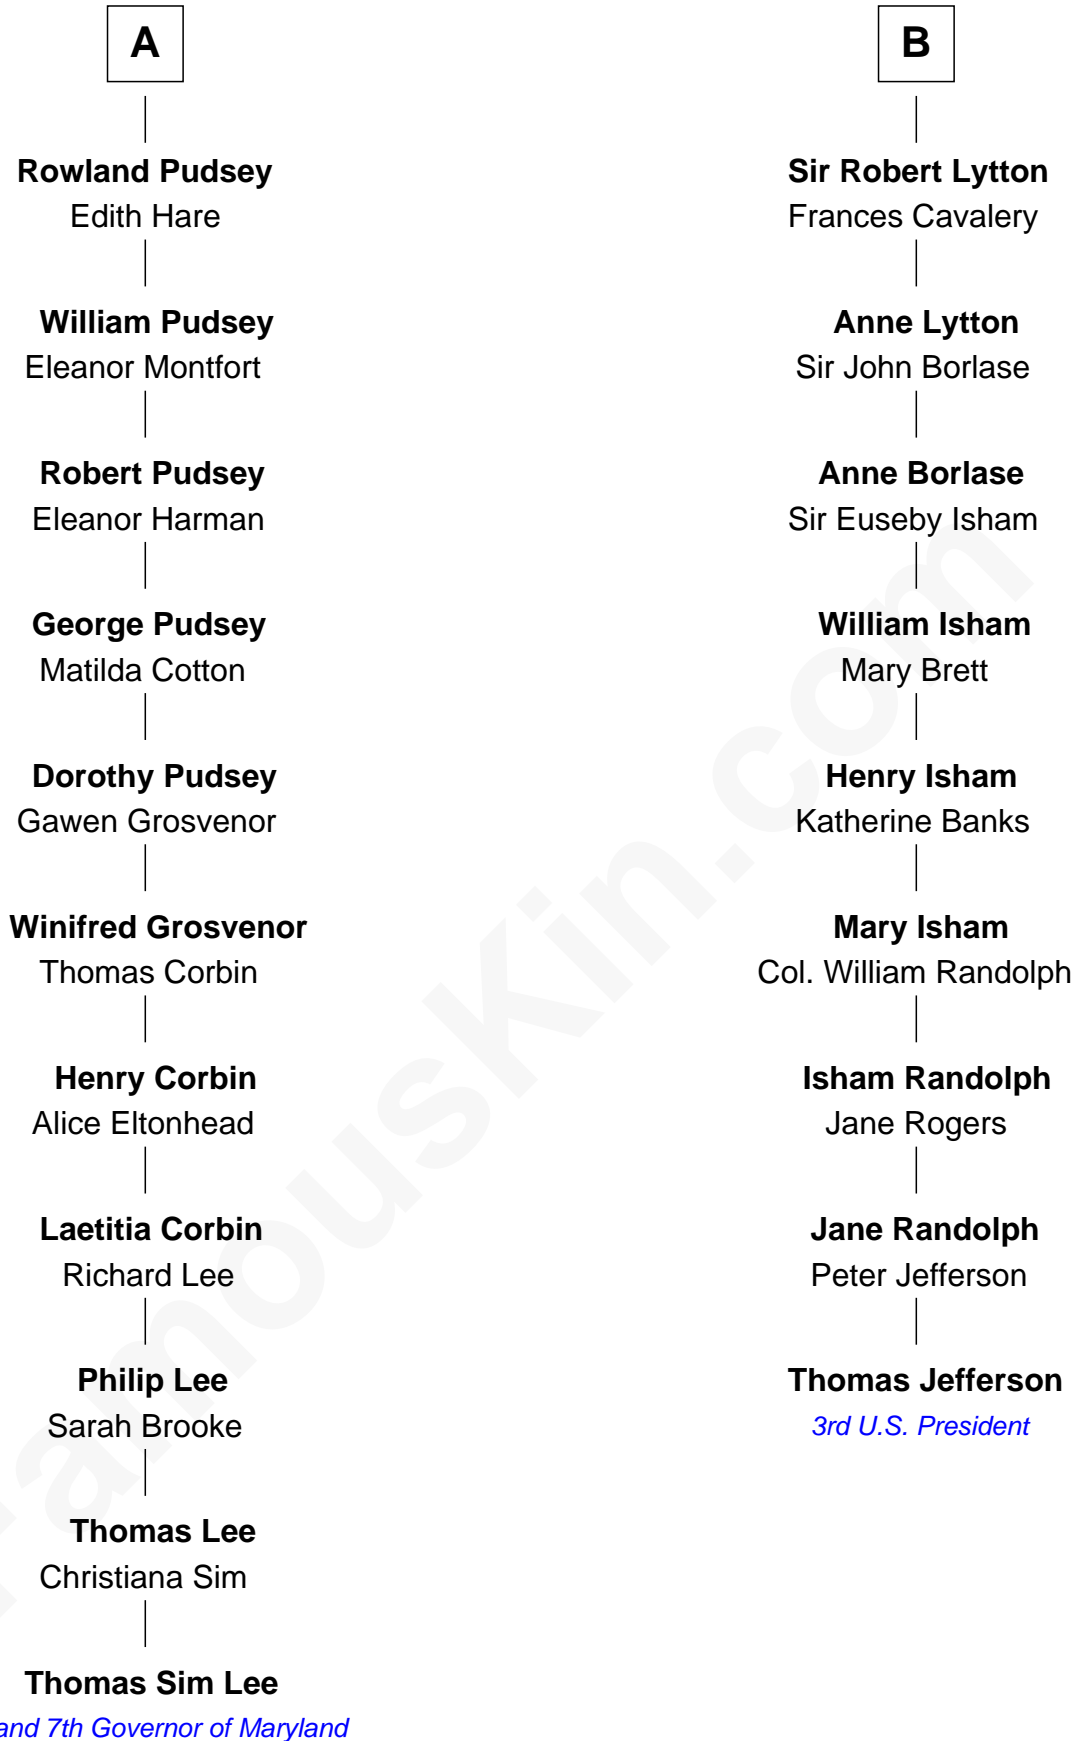 A
Rowland Pudsey
Edith Hare
William Pudsey
Eleanor Montfort
Robert Pudsey
Eleanor Harman
George Pudsey
Matilda Cotton
Dorothy Pudsey
Gawen Grosvenor
Winifred Grosvenor
Thomas Corbin
Henry Corbin
Alice Eltonhead
Laetitia Corbin
Richard Lee
Philip Lee
Sarah Brooke
Thomas Lee
Christiana Sim
Thomas Sim Lee
and 7th Governor of Maryland
B
Sir Robert Lytton
Frances Cavalery
Anne Lytton
Sir John Borlase
Anne Borlase
Sir Euseby Isham
William Isham
Mary Brett
Henry Isham
Katherine Banks
Mary Isham
Col. William Randolph
Isham Randolph
Jane Rogers
Jane Randolph
Peter Jefferson
Thomas Jefferson
3rd U.S. President
FamousKin.com